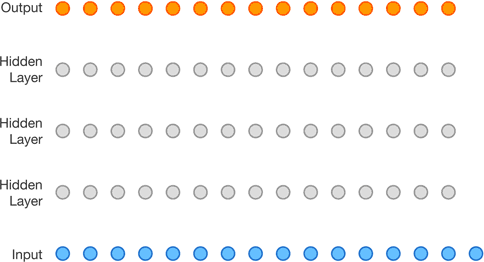 Output
Hidden
Layer
Hidden
Layer
Hidden
Layer
Input